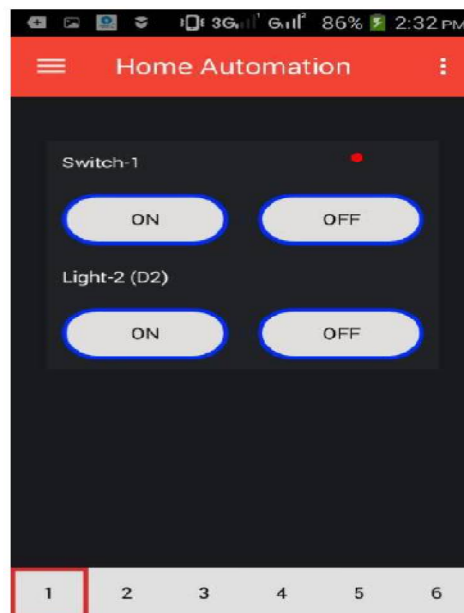 3G G 86% 2:32 PM
Home Automation
Switch-1
ON OFF
Light-2 (D2)
ON OFF
1 2 3 4 5 6